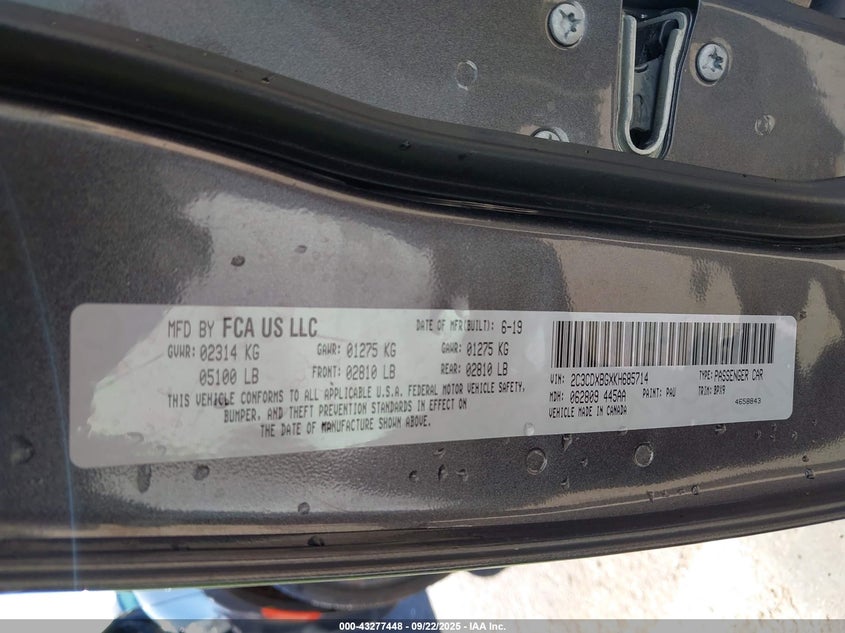 MFD BY FCA US LLC
DATE OF MFR(BUILT): 6-19
GVWR: 02314 KG GAWR: 01275 KG GAWR: 01275 KG
05100 LB FRONT: 02810 LB REAR: 02810 LB
THIS VEHICLE CONFORMS TO ALL APPLICABLE U.S.A. FEDERAL MOTOR VEHICLE SAFETY,
BUMPER, AND THEFT PREVENTION STANDARDS IN EFFECT ON
THE DATE OF MANUFACTURE SHOWN ABOVE.
VIN: 2C3CDXBGXKH685714 TYPE: PASSENGER CAR
MDH: 062809 445AA PAINT: PAU TRIM: BPX9
VEHICLE MADE IN CANADA 4658843
000-43277448 - 09/22/2025 - IAA Inc.